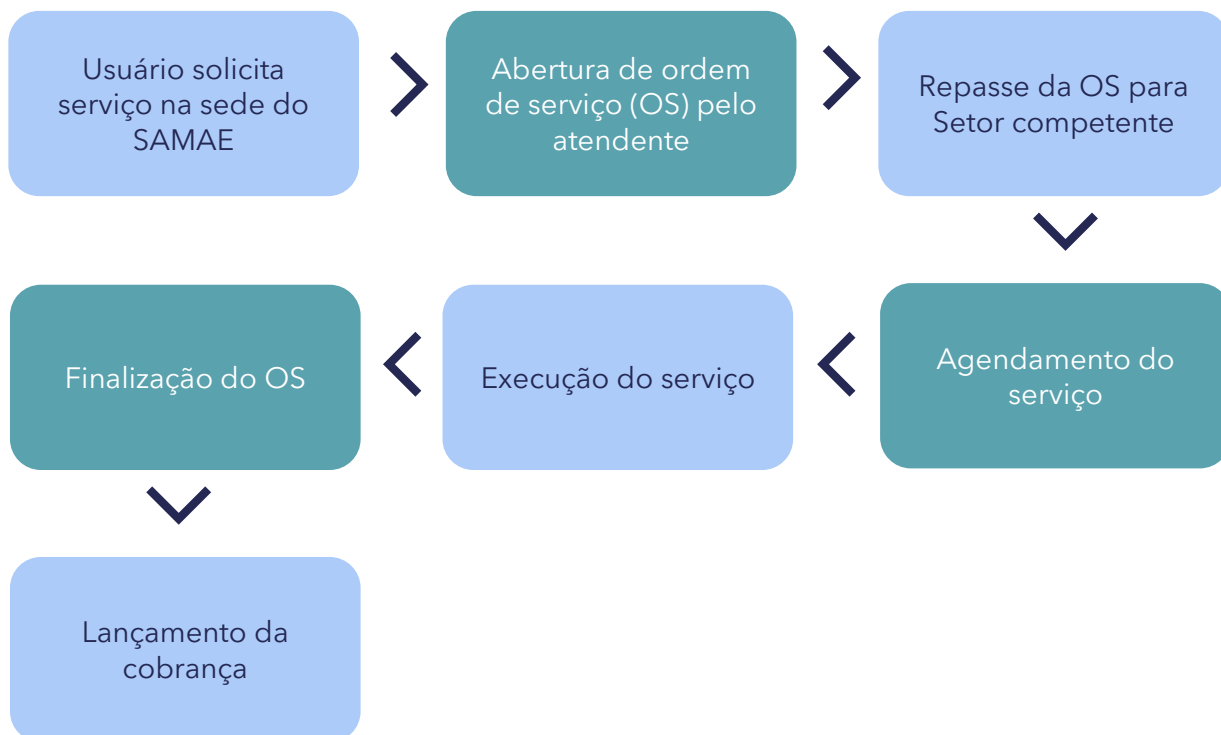 Usuário solicita
serviço na sede do
SAMAE
Abertura de ordem
de serviço (OS) pelo
atendente
Repasse da OS para
Setor competente
Agendamento do
serviço
Execução do serviço
Finalização do OS
Lançamento da
cobrança